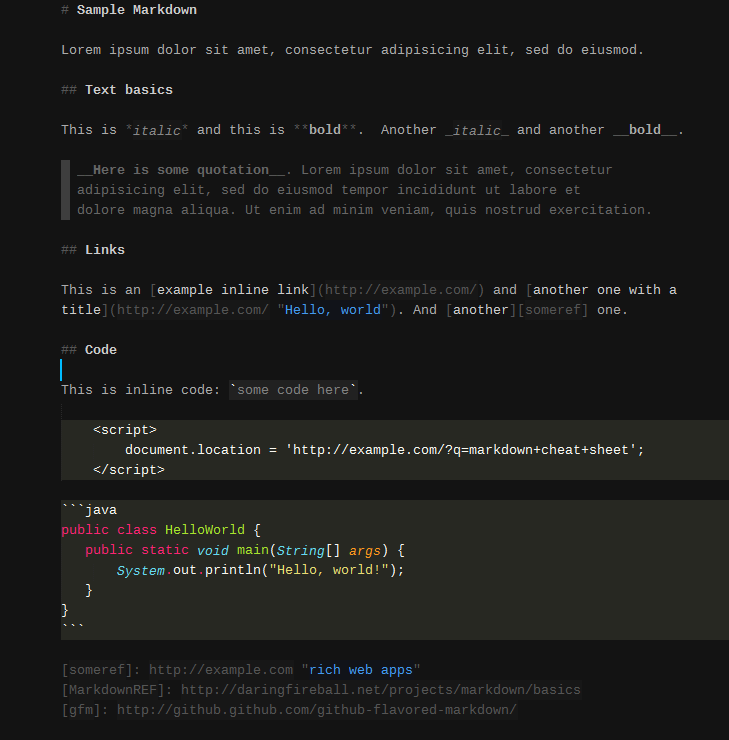 # Sample Markdown
Lorem ipsum dolor sit amet, consectetur adipisicing elit, sed do eiusmod.
## Text basics
This is *italic* and this is **bold**.  Another _italic_ and another __bold__.
__Here is some quotation__. Lorem ipsum dolor sit amet, consectetur
adipisicing elit, sed do eiusmod tempor incididunt ut labore et
dolore magna aliqua. Ut enim ad minim veniam, quis nostrud exercitation.
## Links
This is an [example inline link](http://example.com/) and [another one with a
title](http://example.com/ "Hello, world"). And [another][someref] one.
## Code
This is inline code: `some code here`.
    <script>
        document.location = 'http://example.com/?q=markdown+cheat+sheet';
    </script>
```java
public class HelloWorld {
   public static void main(String[] args) {
       System.out.println("Hello, world!");
   }
}
```
[someref]: http://example.com "rich web apps"
[MarkdownREF]: http://daringfireball.net/projects/markdown/basics
[gfm]: http://github.github.com/github-flavored-markdown/